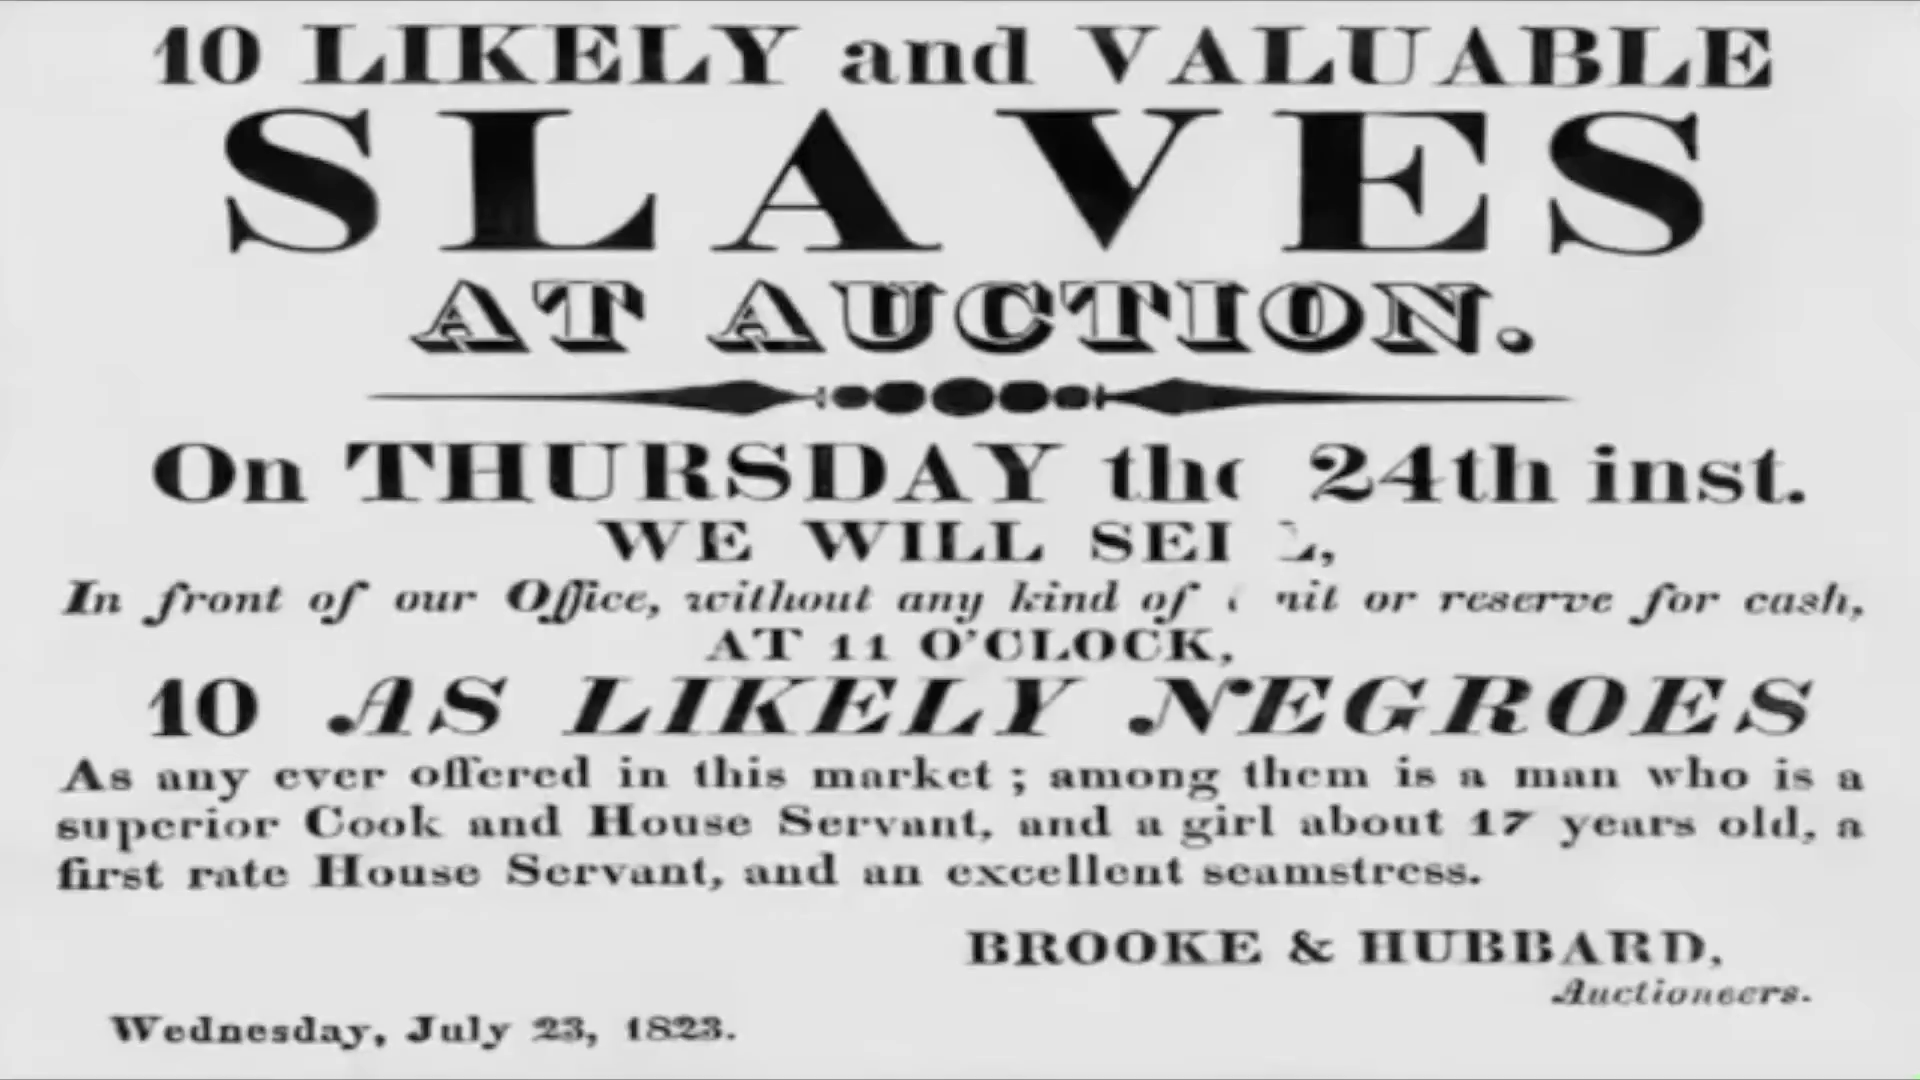 10 LIKELY and VALUABLE
SLAVES
AT AUCTION.
On THURSDAY the 24th inst.
WE WILL SELL,
In front of our Office, without any kind of or reserve for cash,
AT 11 O'CLOCK,
10 AS LIKELY NEGROES
As any ever offered in this market; among them is a man who is a
superior Cook and House Servant, and a girl about 17 years old, a
first rate House Servant, and an excellent seamstress.
BROOKE & HUBBARD,
Auctioneers.
Wednesday, July 23, 1823.